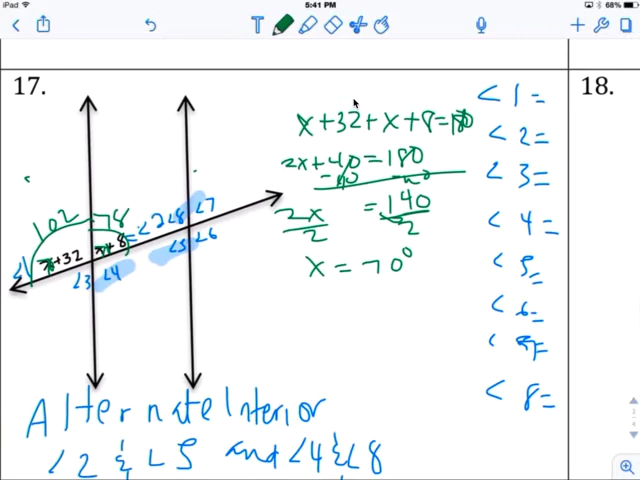 iPad
5:41 PM
68%
T
17.
18.
x+32+x+8=180
2x+40=180
-40 -40
2x =140
2 2
x=70°
102 78
x+32 x+8 =<2 <8 <7
<1
<3 <4
<5 <6
<1=
<2=
<3=
<4=
<5=
<6=
<7=
<8=
Alternate Interior
<2 & <5 and <4 & <8